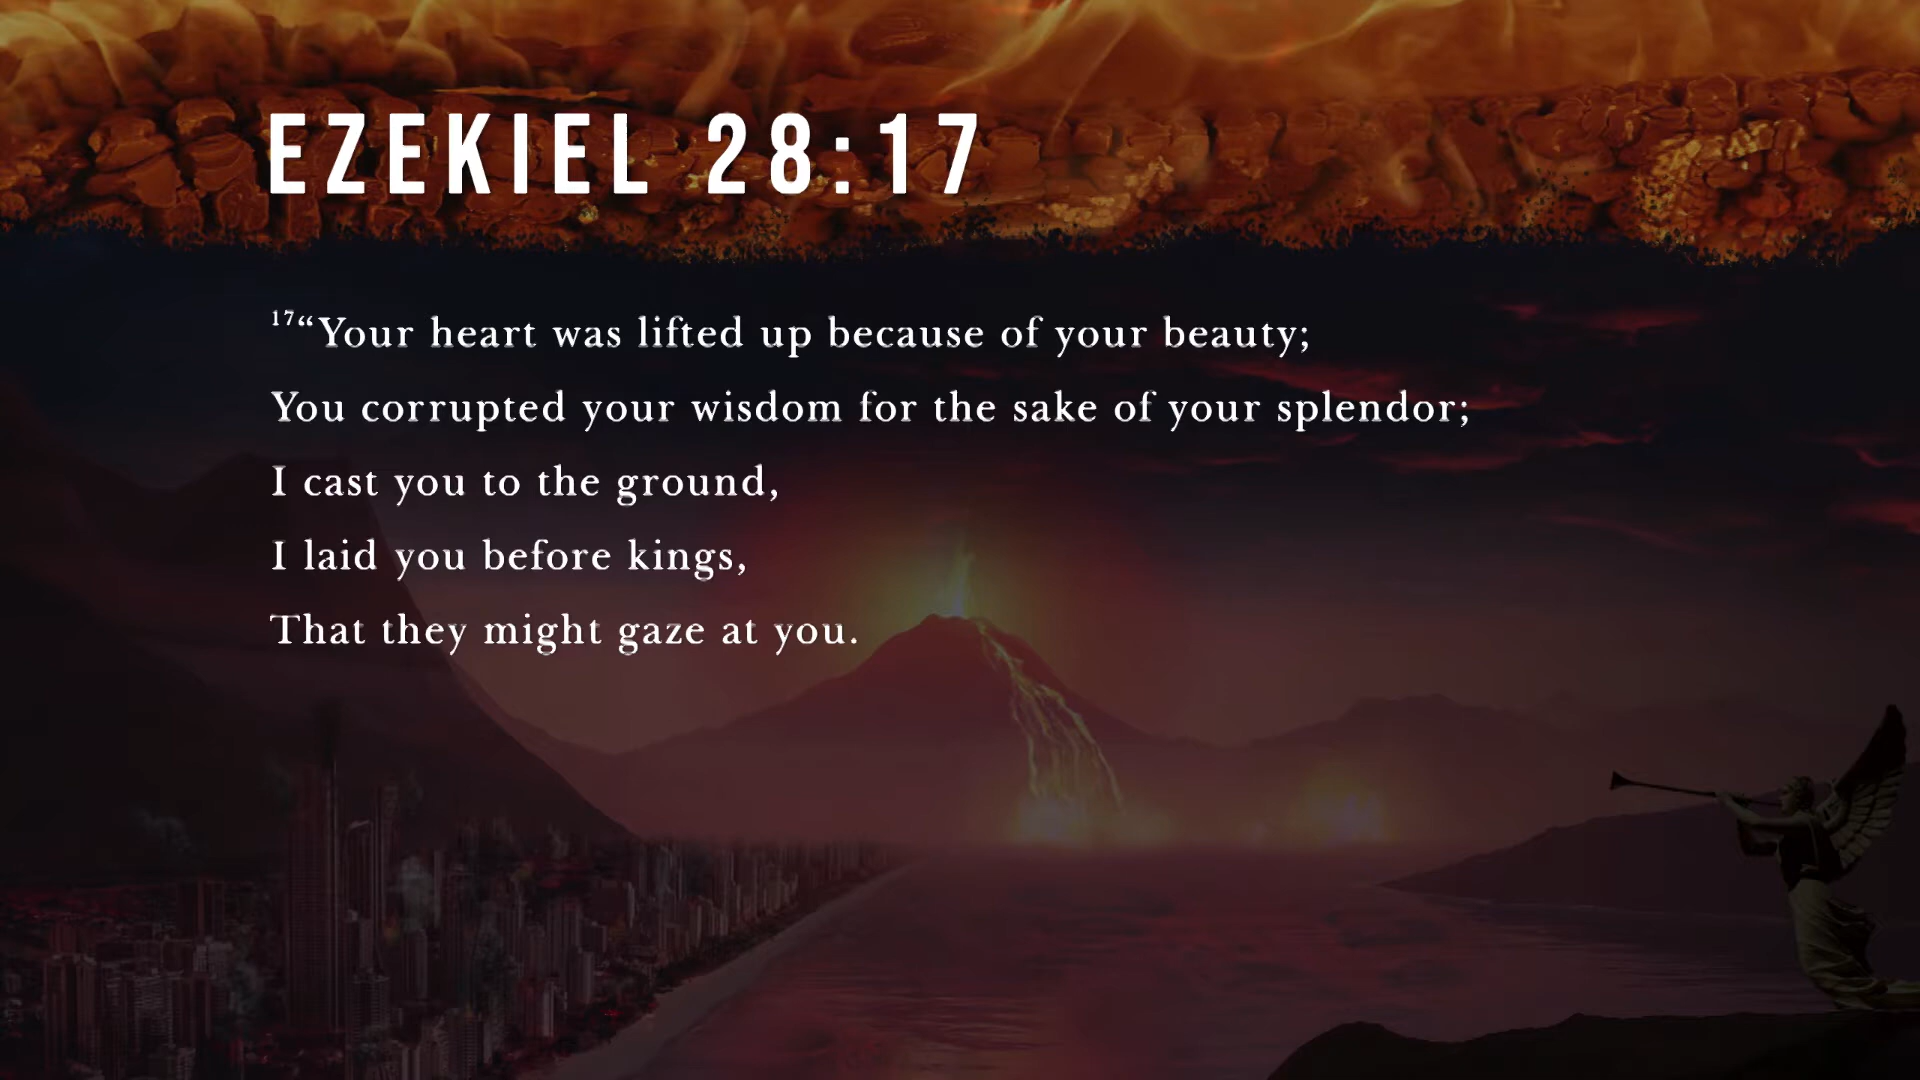 EZEKIEL 28:17
17“Your heart was lifted up because of your beauty;
You corrupted your wisdom for the sake of your splendor;
I cast you to the ground,
I laid you before kings,
That they might gaze at you.